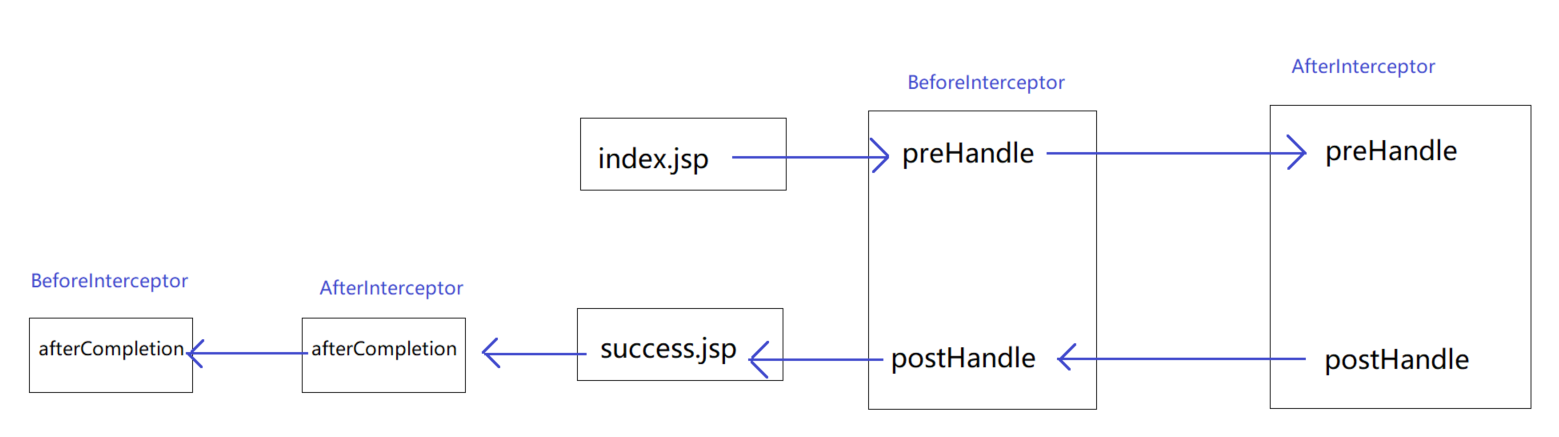 AfterInterceptor
BeforeInterceptor
index.jsp
preHandle
preHandle
BeforeInterceptor
AfterInterceptor
afterCompletion
afterCompletion
success.jsp
postHandle
postHandle